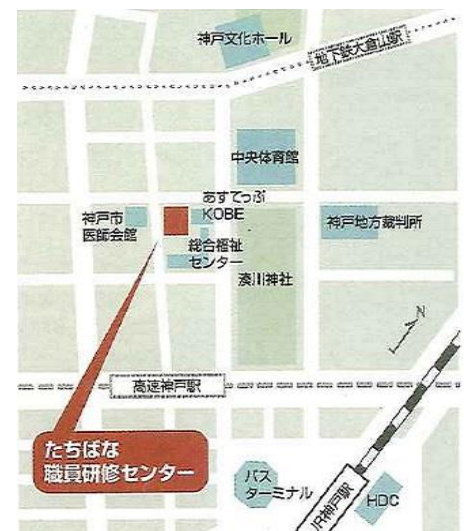 神戸文化ホール
地下鉄大倉山駅
中央体育館
あすてっぷ
KOBE
神戸市
医師会館
総合福祉
センター
湊川神社
神戸地方裁判所
N
高速神戸駅
たちばな
職員研修センター
バス
ターミナル
JR神戸駅
HDC